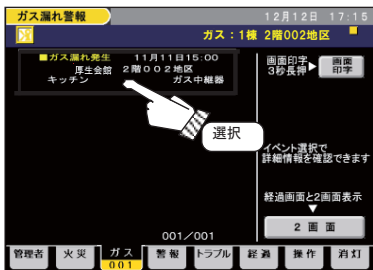 ガス漏れ警報
12月12日 17:15
ガス：1棟 2階002地区
■ガス漏れ発生 11月11日15:00
厚生会館 2階002地区
キッチン ガス中継器
画面印字
3秒長押▶
画面
印字
選択
イベント選択で
詳細情報を確認できます
経過画面と2画面表示
▼
2 画 面
001/001
管理者 火 災 ガ ス 警 報 トラブル 経 過 操 作 消 灯
001